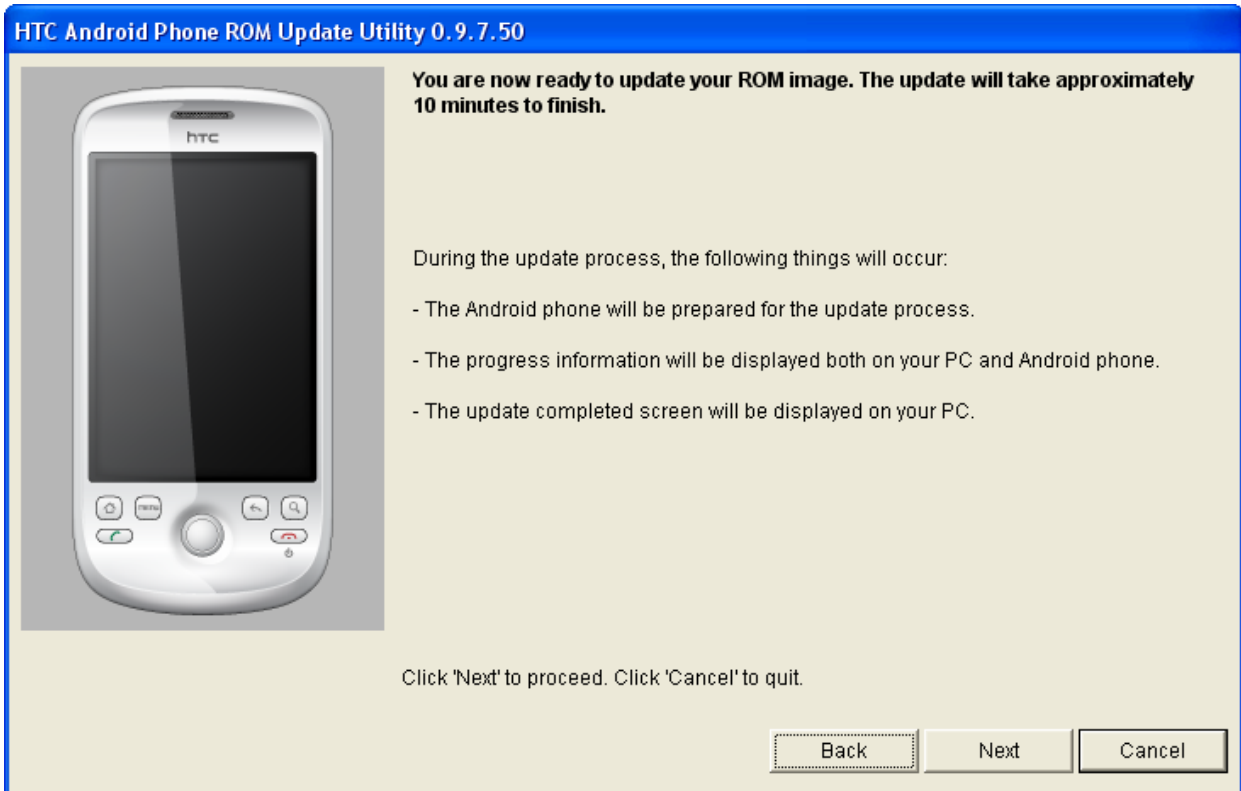 HTC Android Phone ROM Update Utility 0.9.7.50
You are now ready to update your ROM image. The update will take approximately
10 minutes to finish.
hTC
During the update process, the following things will occur:
- The Android phone will be prepared for the update process.
- The progress information will be displayed both on your PC and Android phone.
- The update completed screen will be displayed on your PC.
menu
Click 'Next' to proceed. Click 'Cancel' to quit.
Back Next Cancel